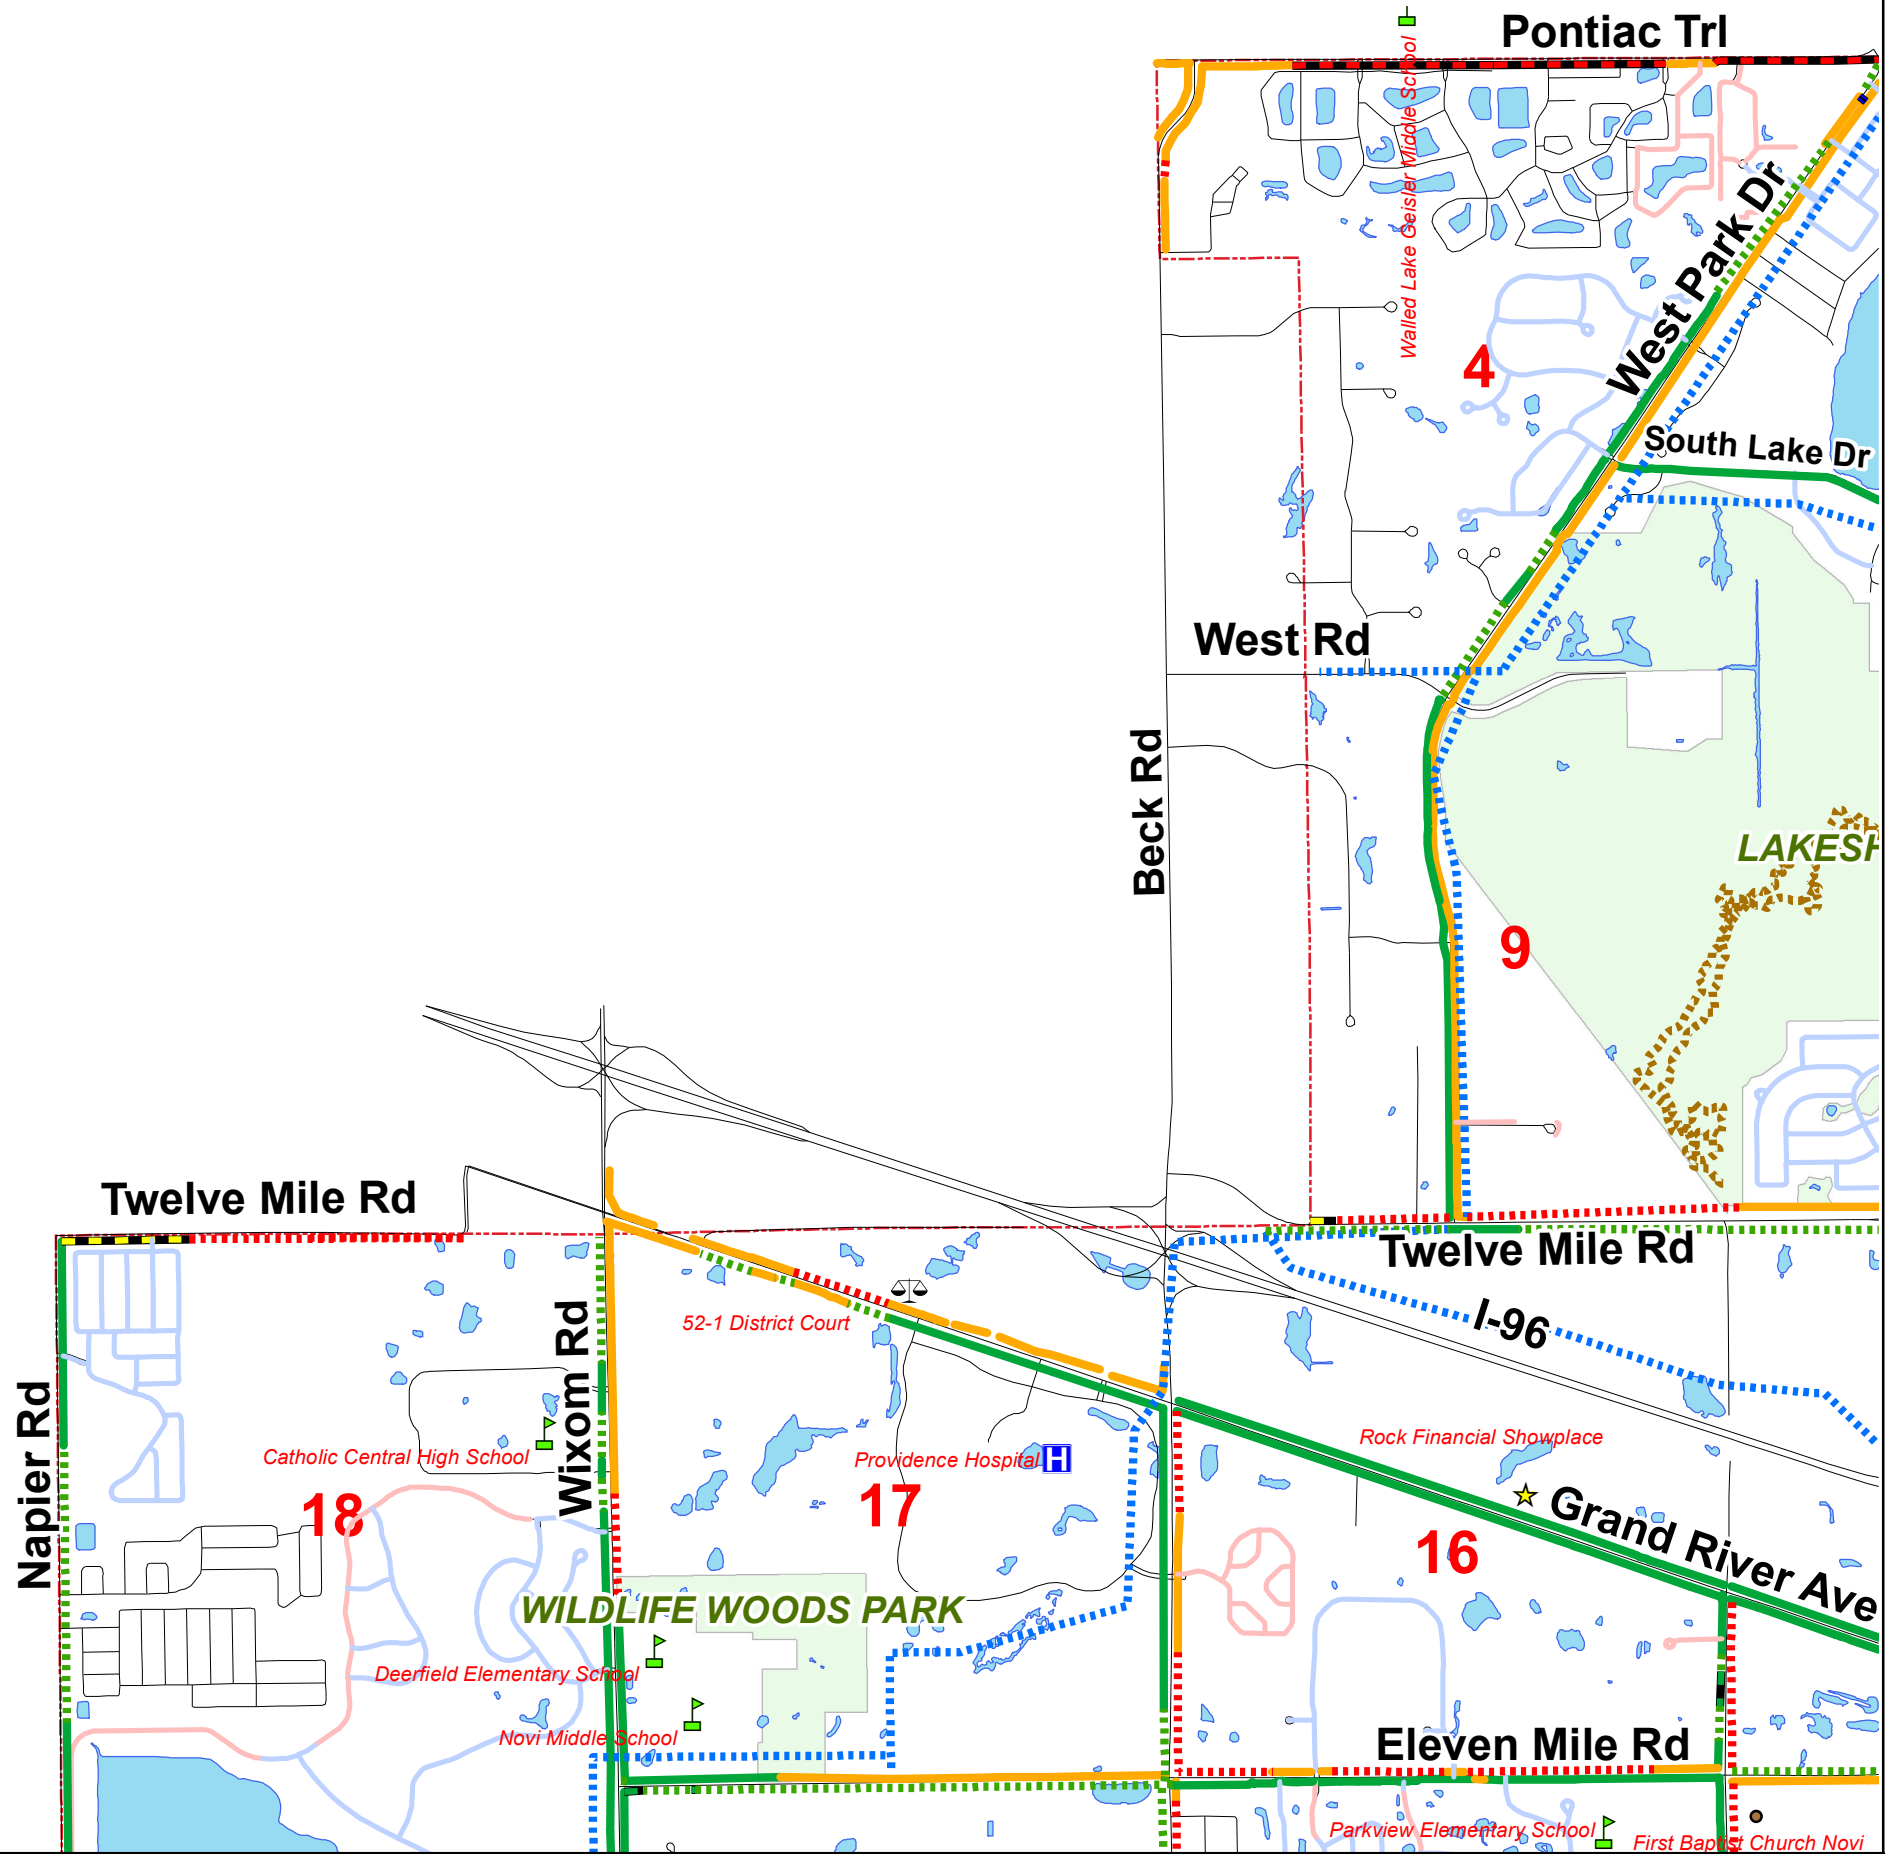 Pontiac Trl
Walled Lake Geisler Middle School
West Park Dr
4
South Lake Dr
West Rd
Beck Rd
LAKESH
9
Twelve Mile Rd
Twelve Mile Rd
I-96
52-1 District Court
Wixom Rd
Napier Rd
Catholic Central High School
Providence Hospital
H
Rock Financial Showplace
18
17
16
Grand River Ave
WILDLIFE WOODS PARK
Deerfield Elementary School
Novi Middle School
Eleven Mile Rd
Parkview Elementary School
First Baptist Church Novi